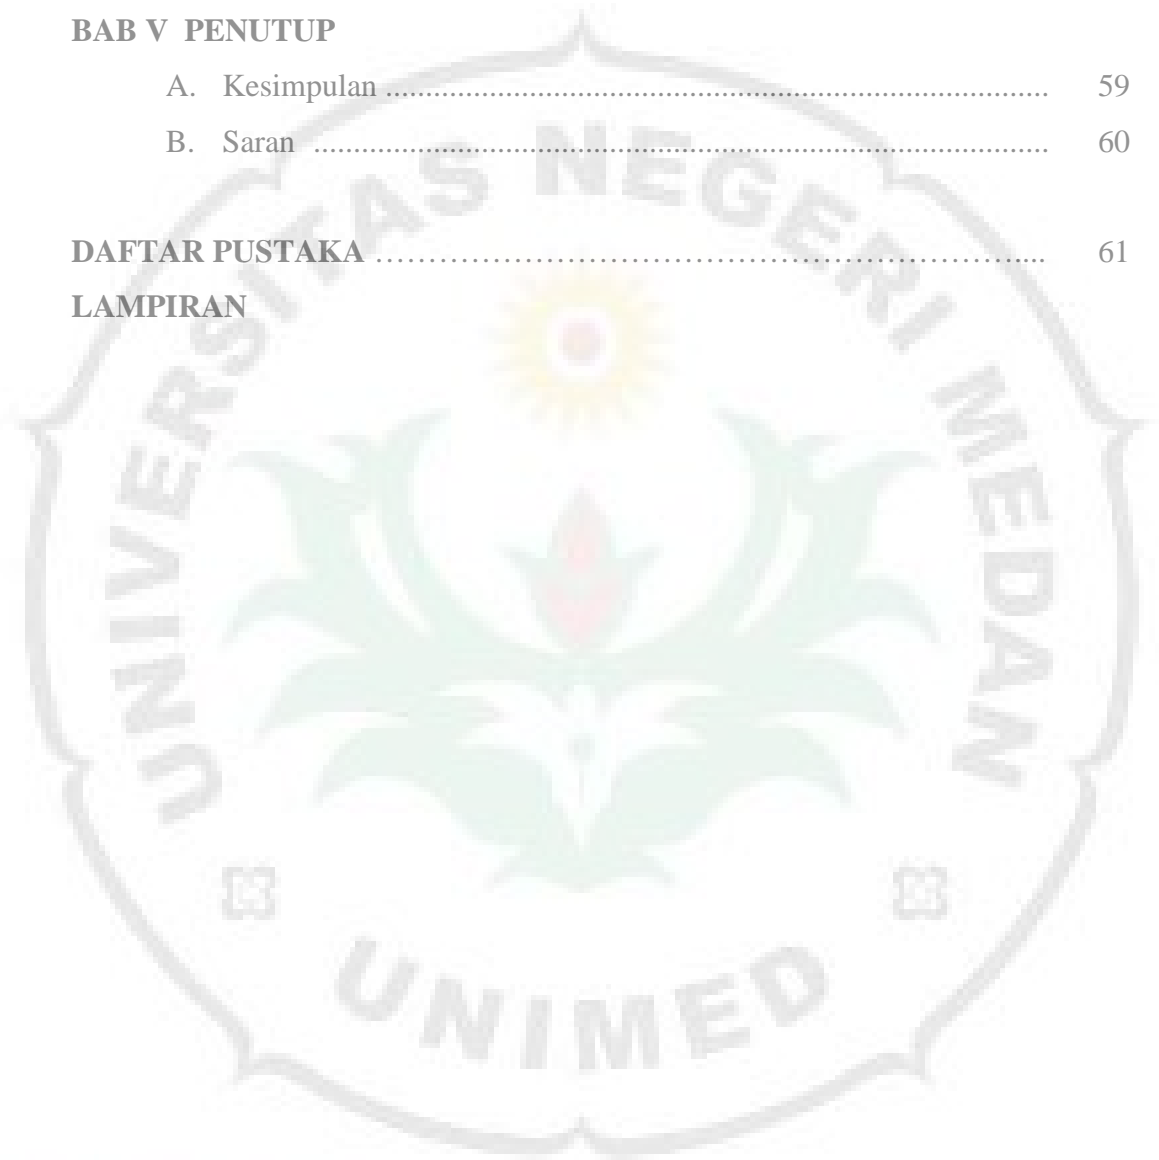 BAB V PENUTUP
A. Kesimpulan ........................................................................ 59
B. Saran ................................................................................ 60
DAFTAR PUSTAKA ................................................................ 61
LAMPIRAN
UNIVERSITAS NEGERI MEDAN
UNIMED